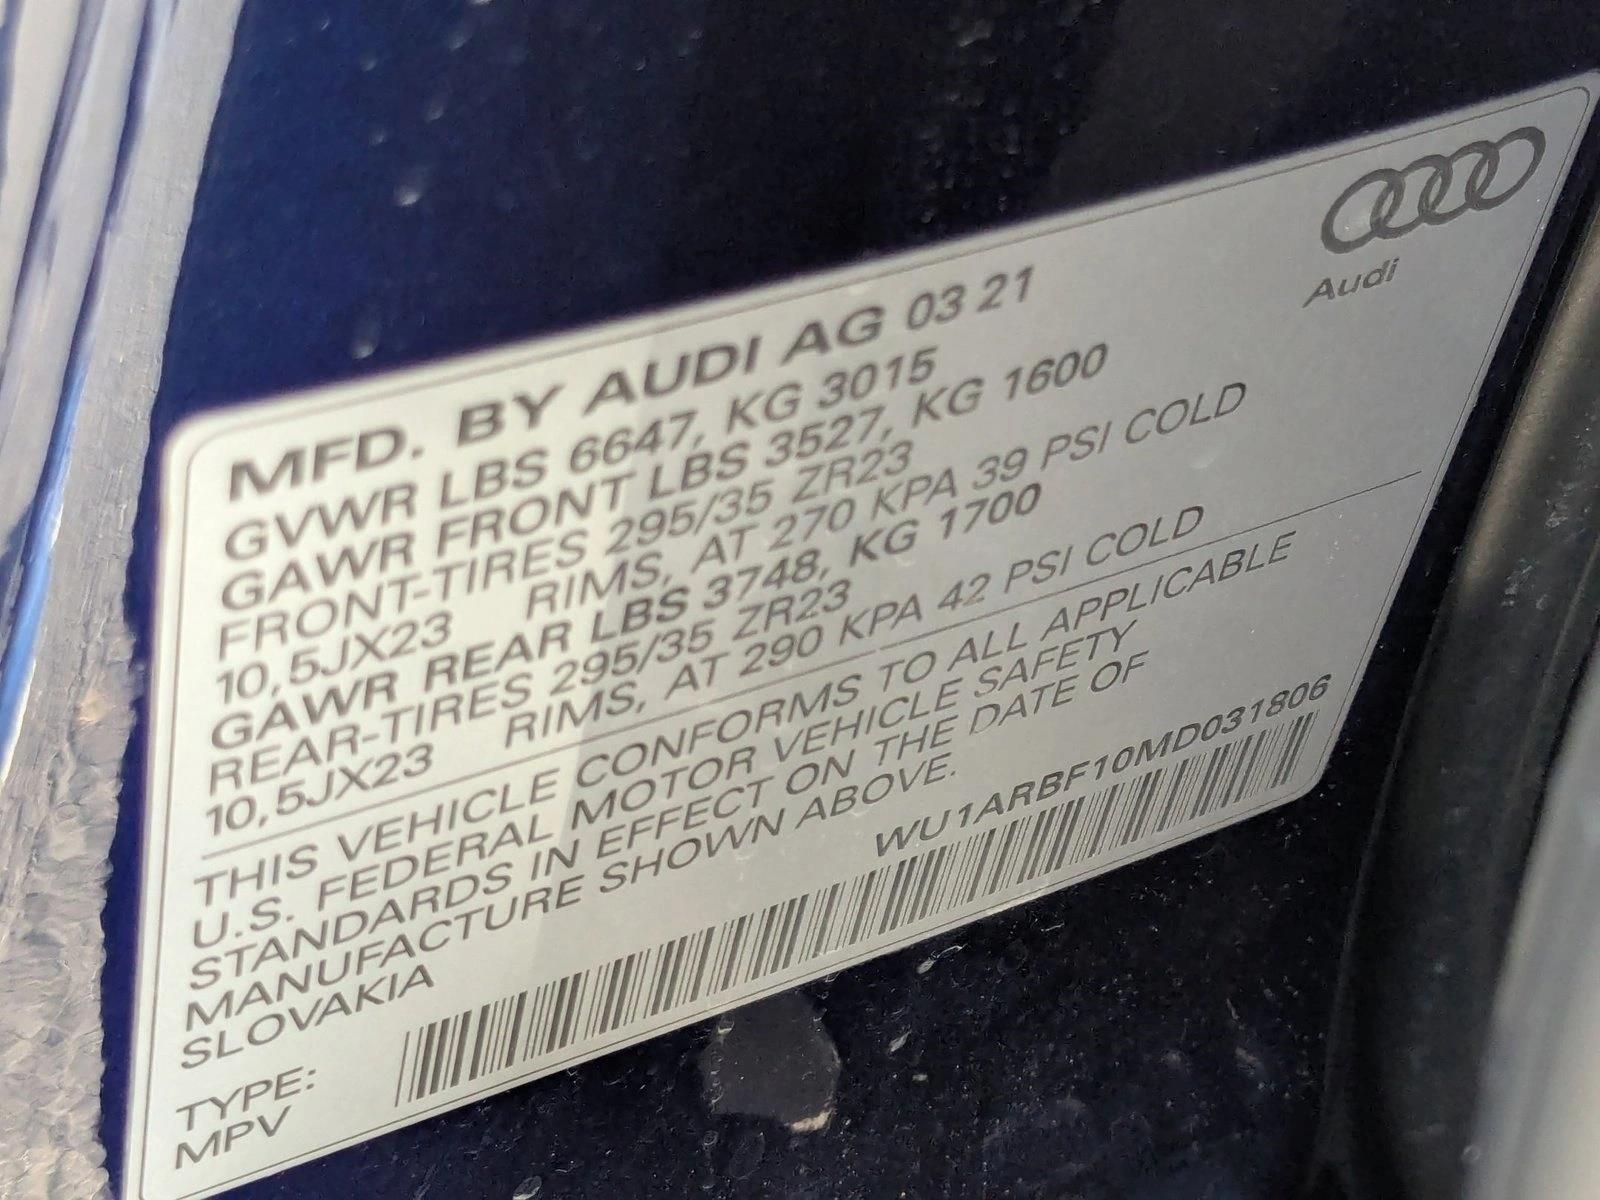 Audi
MFD. BY AUDI AG 03 21
GVWR LBS 6647, KG 3015
GAWR FRONT LBS 3527, KG 1600
FRONT-TIRES 295/35 ZR23
10,5JX23 RIMS, AT 270 KPA 39 PSI COLD
GAWR REAR LBS 3748, KG 1700
REAR-TIRES 295/35 ZR23
10,5JX23 RIMS, AT 290 KPA 42 PSI COLD
THIS VEHICLE CONFORMS TO ALL APPLICABLE
U.S. FEDERAL MOTOR VEHICLE SAFETY
STANDARDS IN EFFECT ON THE DATE OF
MANUFACTURE SHOWN ABOVE.
SLOVAKIA
WU1ARBF10MD031806
TYPE:
MPV